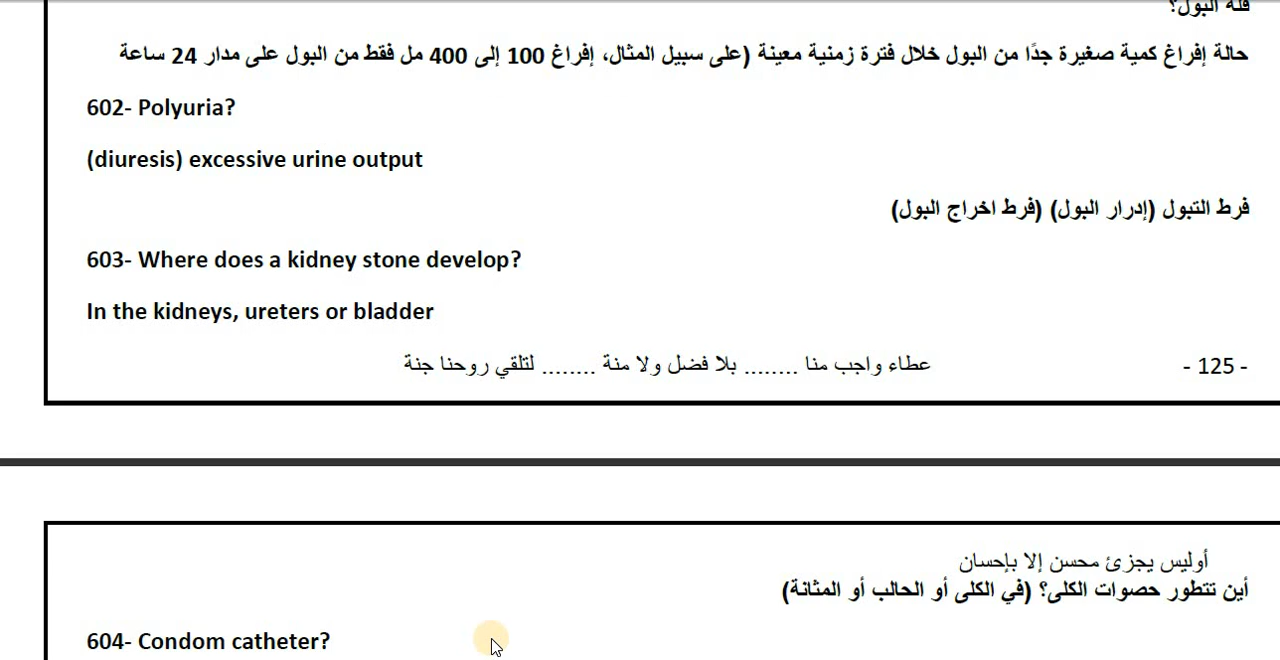 قلة البول؟
حالة إفراغ كمية صغيرة جدًا من البول خلال فترة زمنية معينة (على سبيل المثال، إفراغ 100 إلى 400 مل فقط من البول على مدار 24 ساعة
602- Polyuria?
(diuresis) excessive urine output
فرط التبول (إدرار البول) (فرط اخراج البول)
603- Where does a kidney stone develop?
In the kidneys, ureters or bladder
عطاء واجب منا ........ بلا فضل ولا منة ........ لتلقي روحنا جنة
- 125 -
أوليس يجزئ محسن إلا بإحسان
أين تتطور حصوات الكلى؟ (في الكلى أو الحالب أو المثانة)
604- Condom catheter?